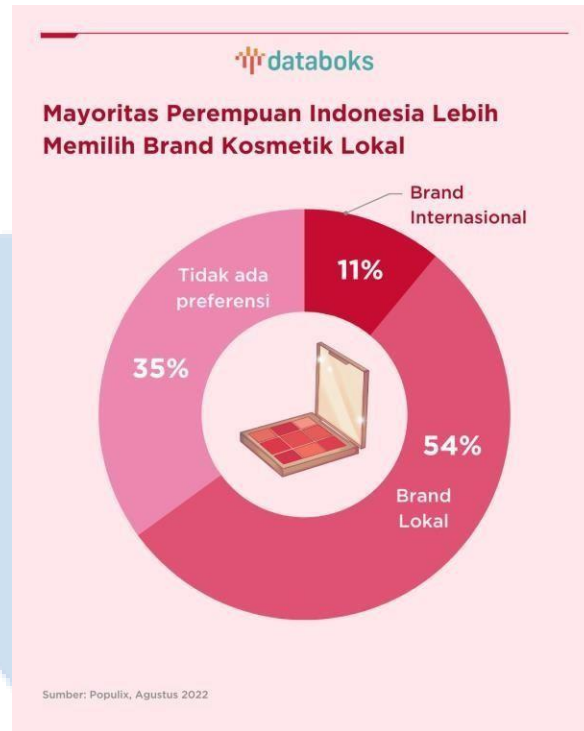 databoks
Mayoritas Perempuan Indonesia Lebih
Memilih Brand Kosmetik Lokal
Brand
Internasional
11%
Tidak ada
preferensi
35%
54%
Brand
Lokal
Sumber: Populix, Agustus 2022